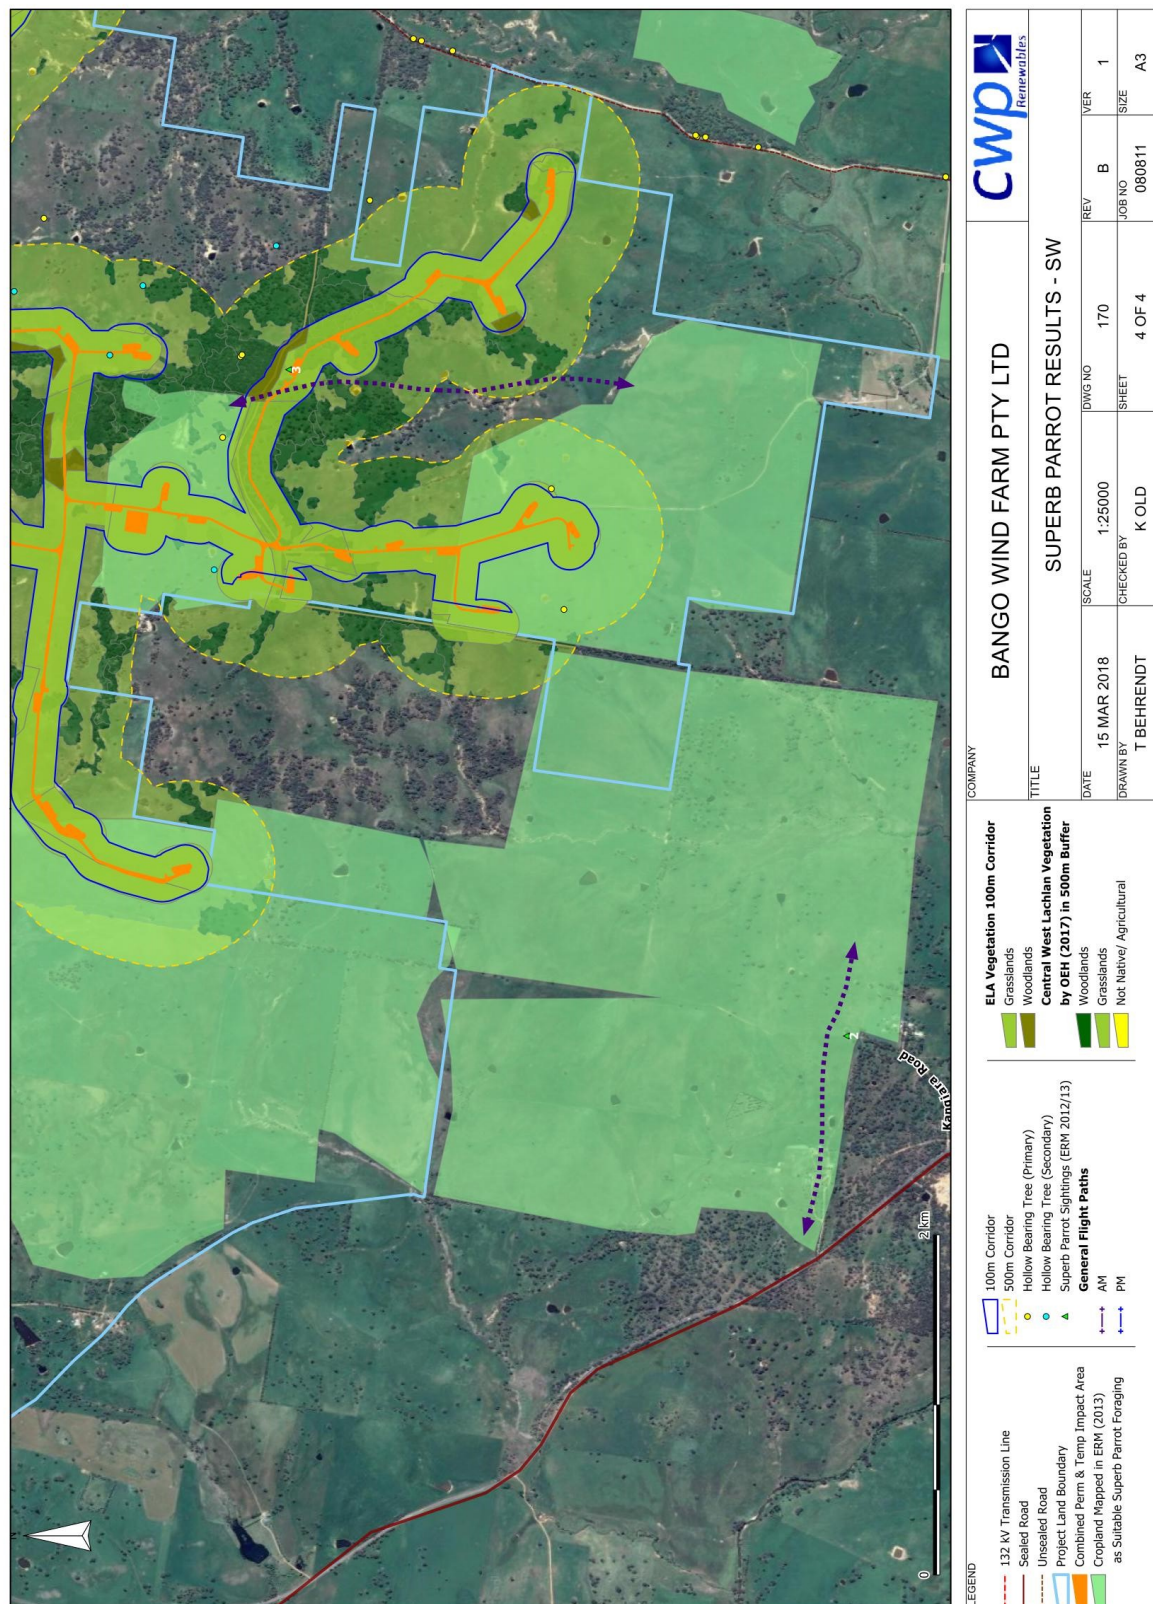 3
2
Kangiara Road
0
2 km
LEGEND
132 kV Transmission Line
Sealed Road
Unsealed Road
Project Land Boundary
Combined Perm & Temp Impact Area
Cropland Mapped in ERM (2013)
as Suitable Superb Parrot Foraging
100m Corridor
500m Corridor
Hollow Bearing Tree (Primary)
Hollow Bearing Tree (Secondary)
Superb Parrot Sightings (ERM 2012/13)
General Flight Paths
AM
PM
ELA Vegetation 100m Corridor
Grasslands
Woodlands
Central West Lachlan Vegetation
by OEH (2017) in 500m Buffer
Woodlands
Grasslands
Not Native/ Agricultural
COMPANY
BANGO WIND FARM PTY LTD
cwp
Renewables
TITLE
SUPERB PARROT RESULTS - SW
DATE
15 MAR 2018
SCALE
1:25000
DWG NO
170
REV
B
VER
1
DRAWN BY
T BEHRENDT
CHECKED BY
K OLD
SHEET
4 OF 4
JOB NO
080811
SIZE
A3